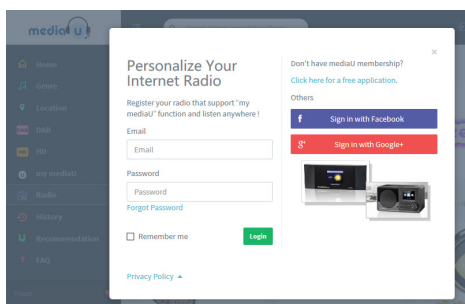 mediaU
Home
Genre
Location
DAB
HD
my mediaU
Radio
History
Recommendation
FAQ
×
Personalize Your
Internet Radio
Register your radio that support "my
mediaU" function and listen anywhere !
Email
Email
Password
Password
Forgot Password
Remember me
Login
Privacy Policy
Don't have mediaU membership?
Click here for a free application.
Others
f Sign in with Facebook
g+ Sign in with Google+